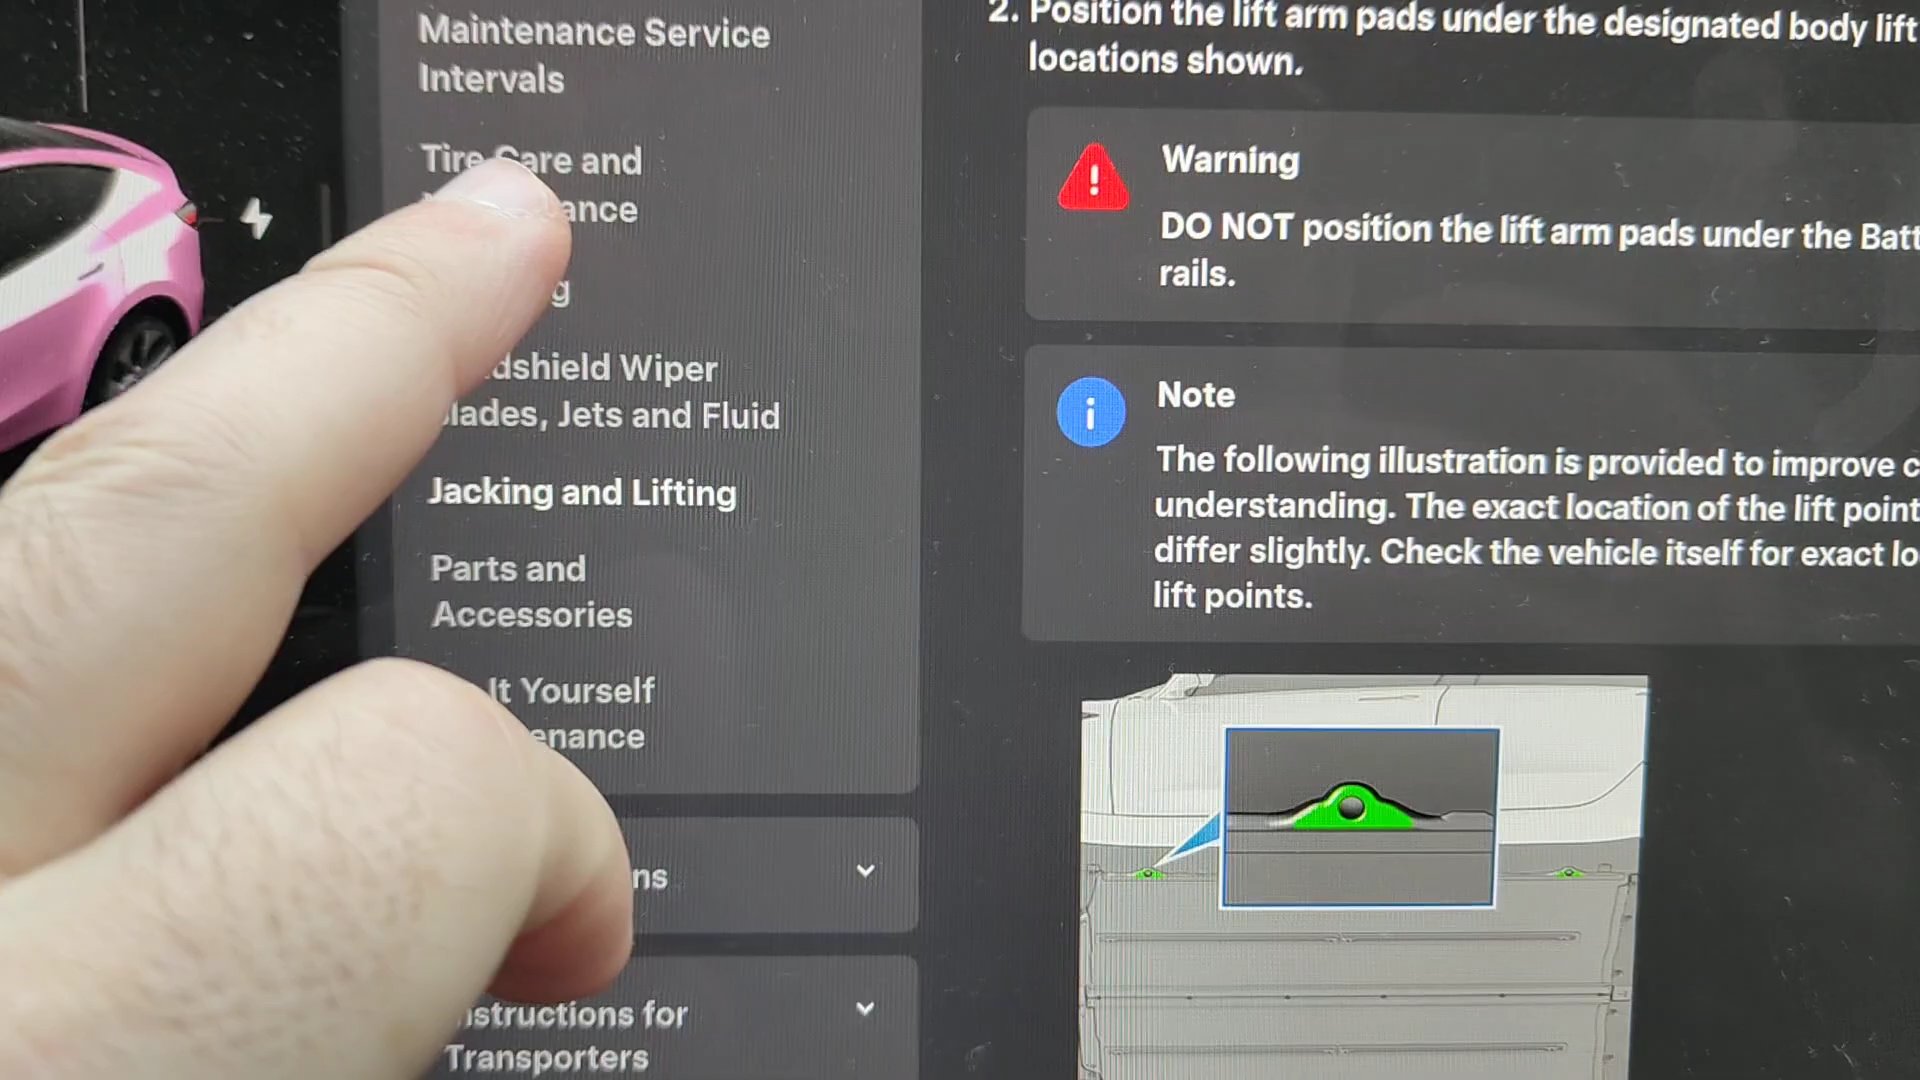 Maintenance Service
Intervals
Tire Care and
ance
g
dshield Wiper
lades, Jets and Fluid
Jacking and Lifting
Parts and
Accessories
It Yourself
enance
ns
nstructions for
Transporters
2. Position the lift arm pads under the designated body lift
locations shown.
Warning
DO NOT position the lift arm pads under the Batt
rails.
Note
The following illustration is provided to improve c
understanding. The exact location of the lift point
differ slightly. Check the vehicle itself for exact lo
lift points.